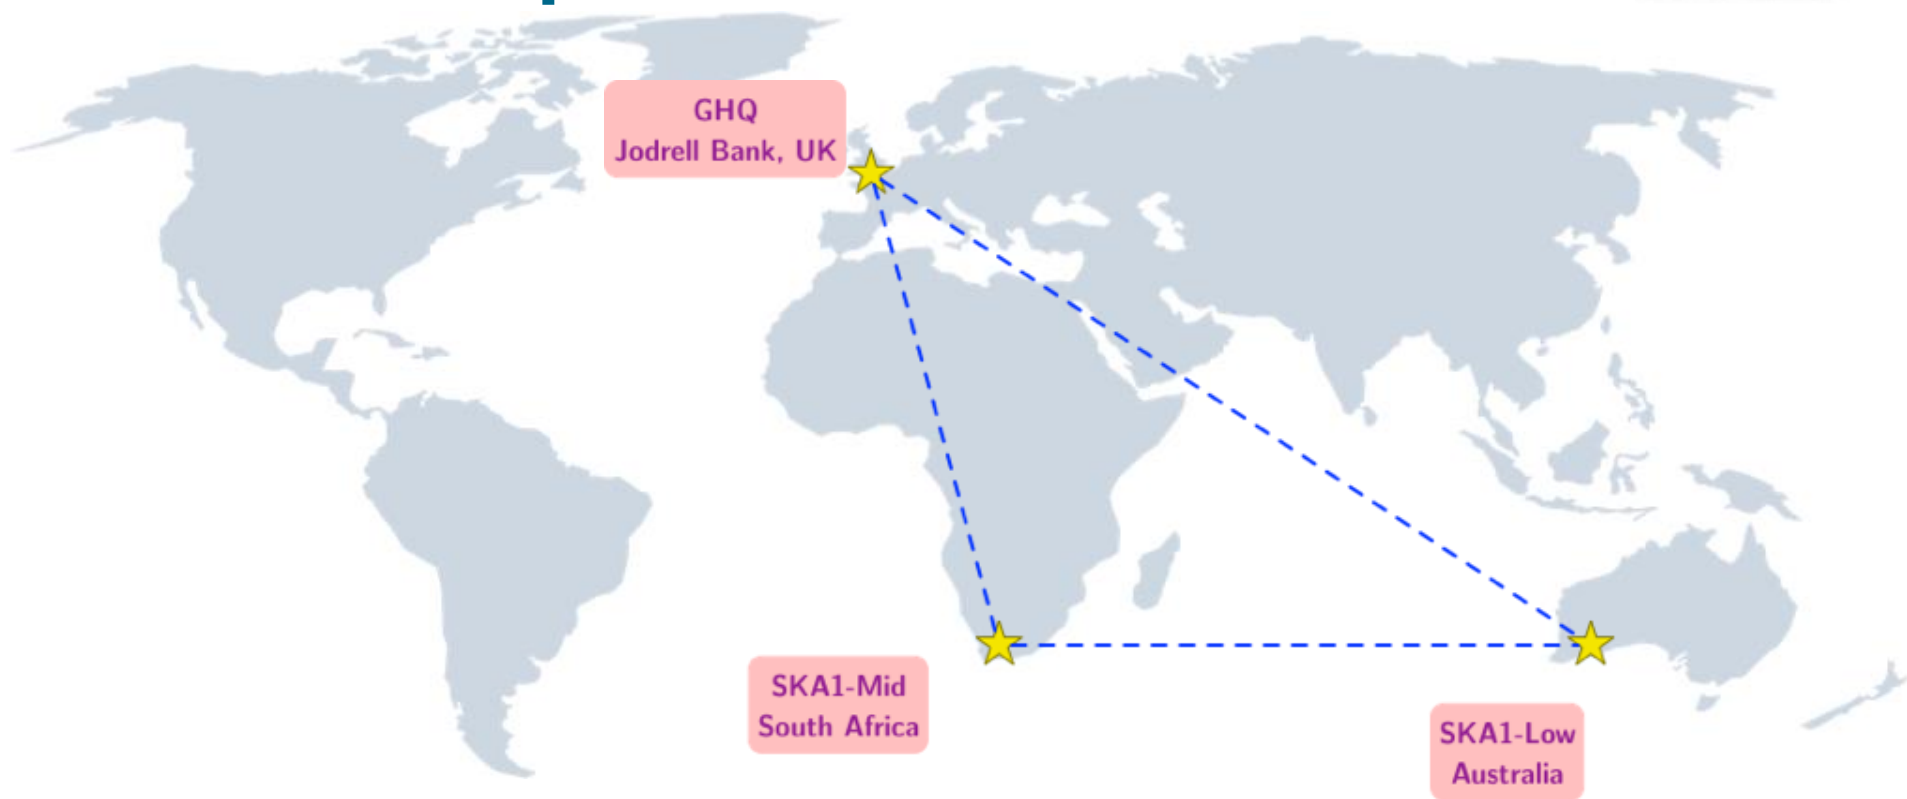 GHQ
Jodrell Bank, UK
SKA1-Mid
South Africa
SKA1-Low
Australia